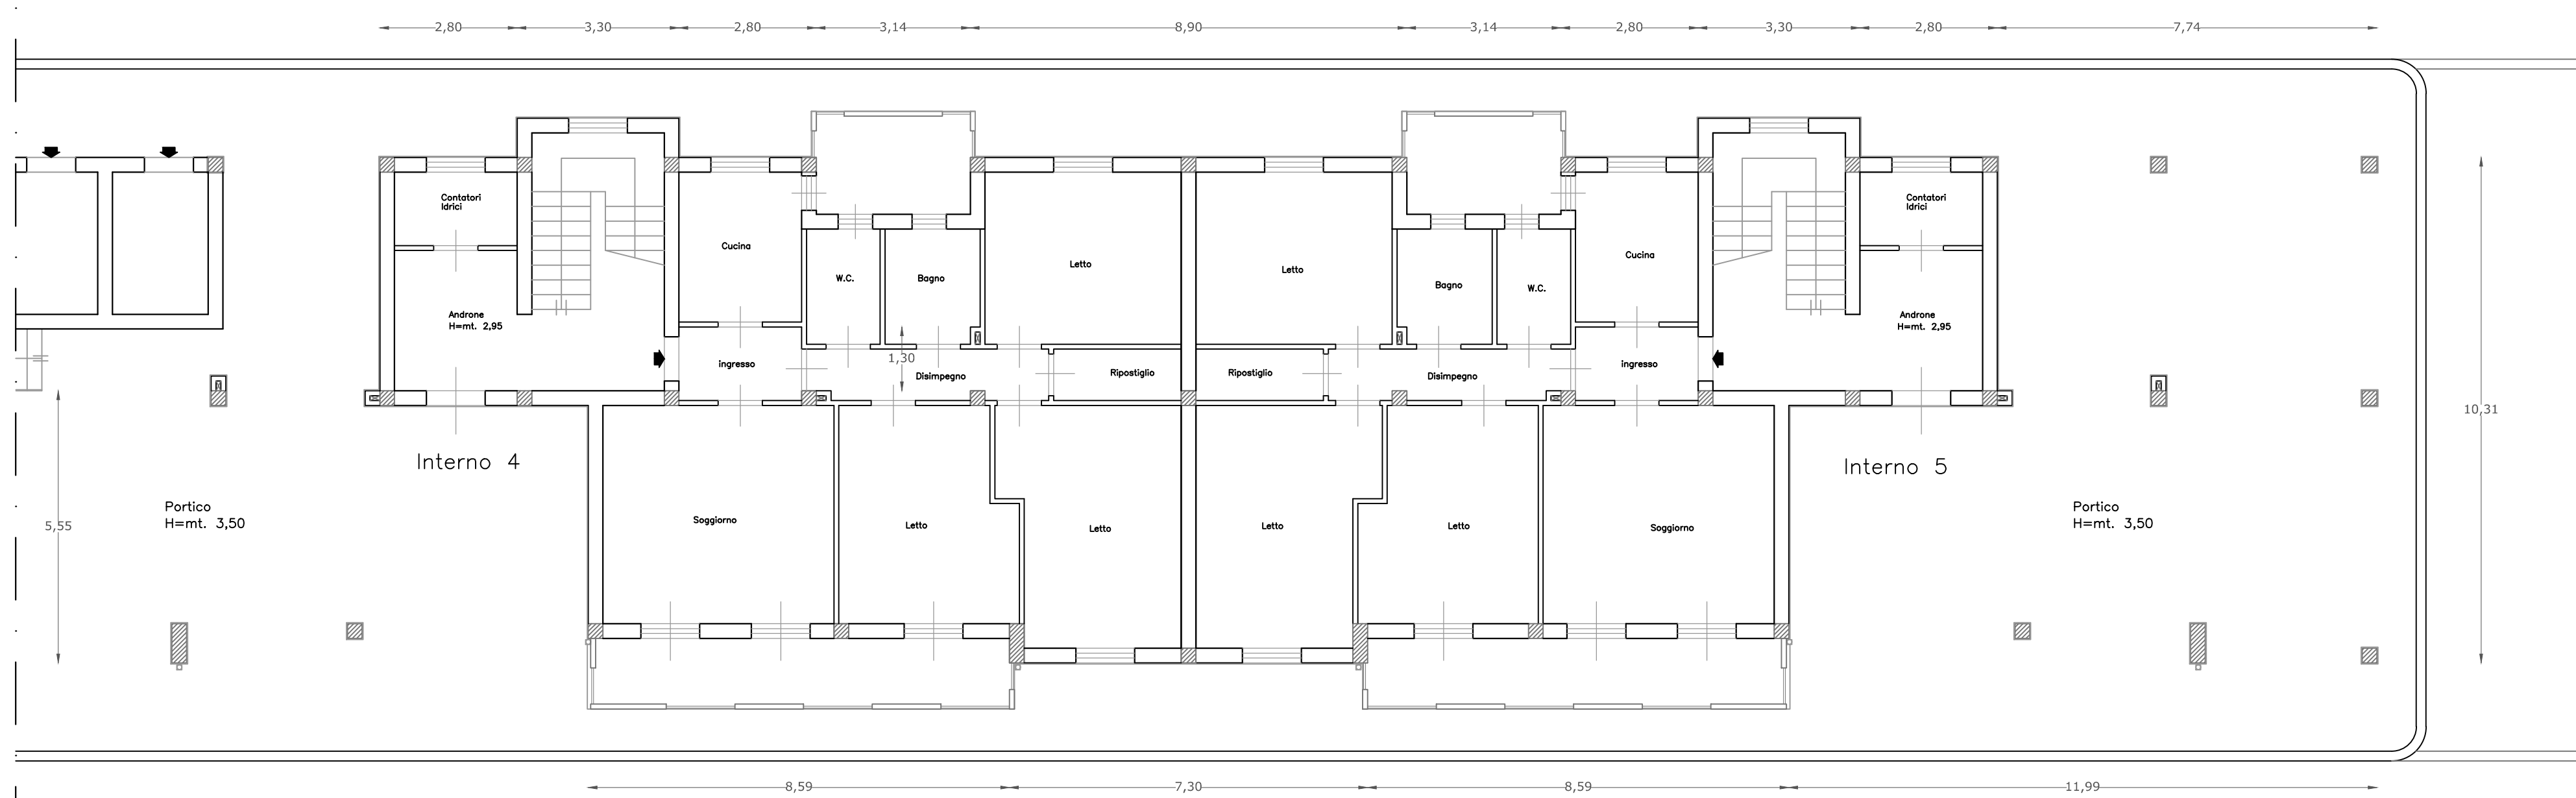 2,80 3,30 2,80 3,14 8,90 3,14 2,80 3,30 2,80 7,74
Contatori
Idrici
Contatori
Idrici
Cucina
Cucina
Letto
Letto
W.C.
Bagno
Bagno
W.C.
Androne
H=mt. 2,95
Androne
H=mt. 2,95
1,30
ingresso
Disimpegno
Ripostiglio
Ripostiglio
Disimpegno
ingresso
10,31
Interno 4
Interno 5
Portico
H=mt. 3,50
Portico
H=mt. 3,50
5,55
Soggiorno
Letto
Letto
Letto
Letto
Soggiorno
8,59 7,30 8,59 11,99